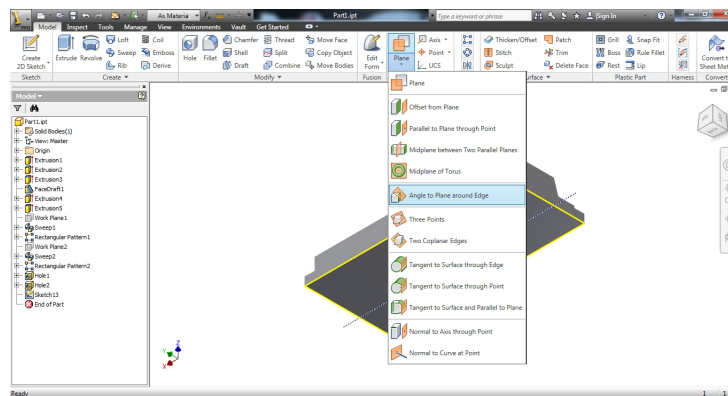 As Materia
Part1.ipt
Type a keyword or phrase
Sign In
PRO
Model Inspect Tools Manage View Environments Vault Get Started
Create 2D Sketch
Extrude Revolve
Loft
Sweep
Rib
Coil
Emboss
Derive
Hole Fillet
Chamfer
Shell
Draft
Thread
Split
Combine
Move Face
Copy Object
Move Bodies
Edit Form
Plane
Axis
Point
UCS
Thicken/Offset
Stitch
Sculpt
Patch
Trim
Delete Face
Grill
Boss
Rest
Snap Fit
Rule Fillet
Lip
Convert t
Sheet Met
Sketch
Create
Modify
Fusion
urface
Plastic Part
Harness
Convert
Model
Part1.ipt
Solid Bodies(1)
View: Master
Origin
Extrusion1
Extrusion2
Extrusion3
FaceDraft1
Extrusion4
Extrusion5
Work Plane1
Sweep1
Rectangular Pattern1
Work Plane2
Sweep2
Rectangular Pattern2
Hole1
Hole2
Sketch13
End of Part
Plane
Offset from Plane
Parallel to Plane through Point
Midplane between Two Parallel Planes
Midplane of Torus
Angle to Plane around Edge
Three Points
Two Coplanar Edges
Tangent to Surface through Edge
Tangent to Surface through Point
Tangent to Surface and Parallel to Plane
Normal to Axis through Point
Normal to Curve at Point
Z
Y
X
Ready
1 1